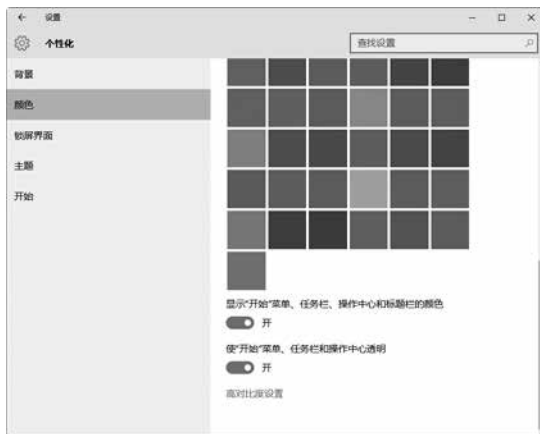 设置
个性化
查找设置
背景
颜色
锁屏界面
主题
开始
显示“开始”菜单、任务栏、操作中心和标题栏的颜色
开
使“开始”菜单、任务栏和操作中心透明
开
高对比度设置